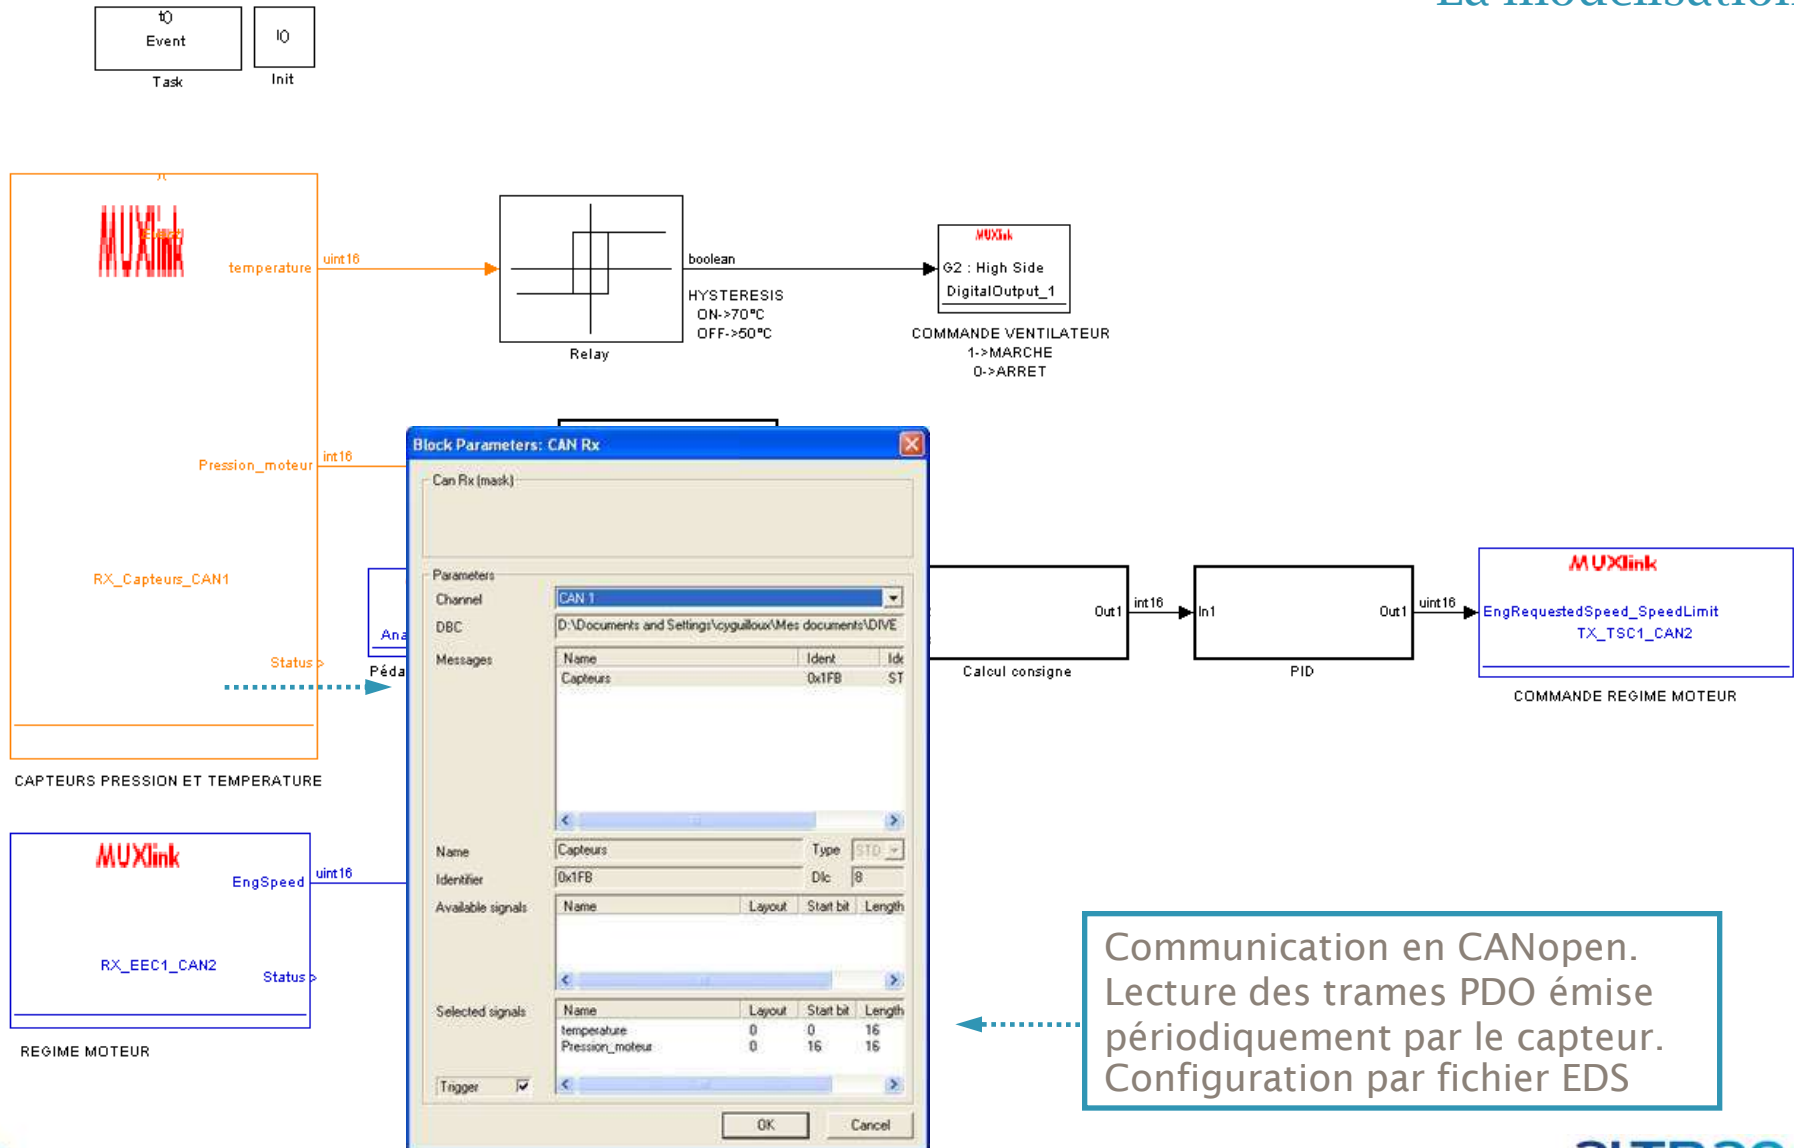 La modélisation
t()
Event
Task
I()
Init
MUXlink
temperature
uint16
Pression_moteur
int16
RX_Capteurs_CAN1
Status
CAPTEURS PRESSION ET TEMPERATURE
Relay
boolean
HYSTERESIS
ON->70°C
OFF->50°C
MUXlink
G2 : High Side
DigitalOutput_1
COMMANDE VENTILATEUR
1->MARCHE
0->ARRET
Ana
Péda
Block Parameters: CAN Rx
Can Rx (mask)
Parameters
Channel
CAN 1
DBC
D:\Documents and Settings\cyguilloux\Mes documents\DIVE
Messages
Name Ident Ide
Capteurs 0x1FB ST
Name Capteurs Type STD
Identifier 0x1FB Dlc 8
Available signals
Name Layout Start bit Length
Selected signals
Name Layout Start bit Length
temperature 0 0 16
Pression_moteur 0 16 16
Trigger
OK Cancel
Out1
int16
Calcul consigne
In1
Out1
uint16
PID
MUXlink
EngRequestedSpeed_SpeedLimit
TX_TSC1_CAN2
COMMANDE REGIME MOTEUR
MUXlink
EngSpeed
uint16
RX_EEC1_CAN2
Status
REGIME MOTEUR
Communication en CANopen.
Lecture des trames PDO émise
périodiquement par le capteur.
Configuration par fichier EDS